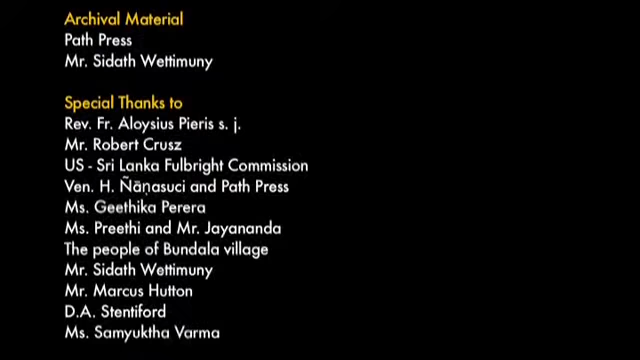 Archival Material
Path Press
Mr. Sidath Wettimuny
Special Thanks to
Rev. Fr. Aloysius Pieris s. j.
Mr. Robert Crusz
US - Sri Lanka Fulbright Commission
Ven. H. Ñāṇasuci and Path Press
Ms. Geethika Perera
Ms. Preethi and Mr. Jayananda
The people of Bundala village
Mr. Sidath Wettimuny
Mr. Marcus Hutton
D.A. Stentiford
Ms. Samyuktha Varma